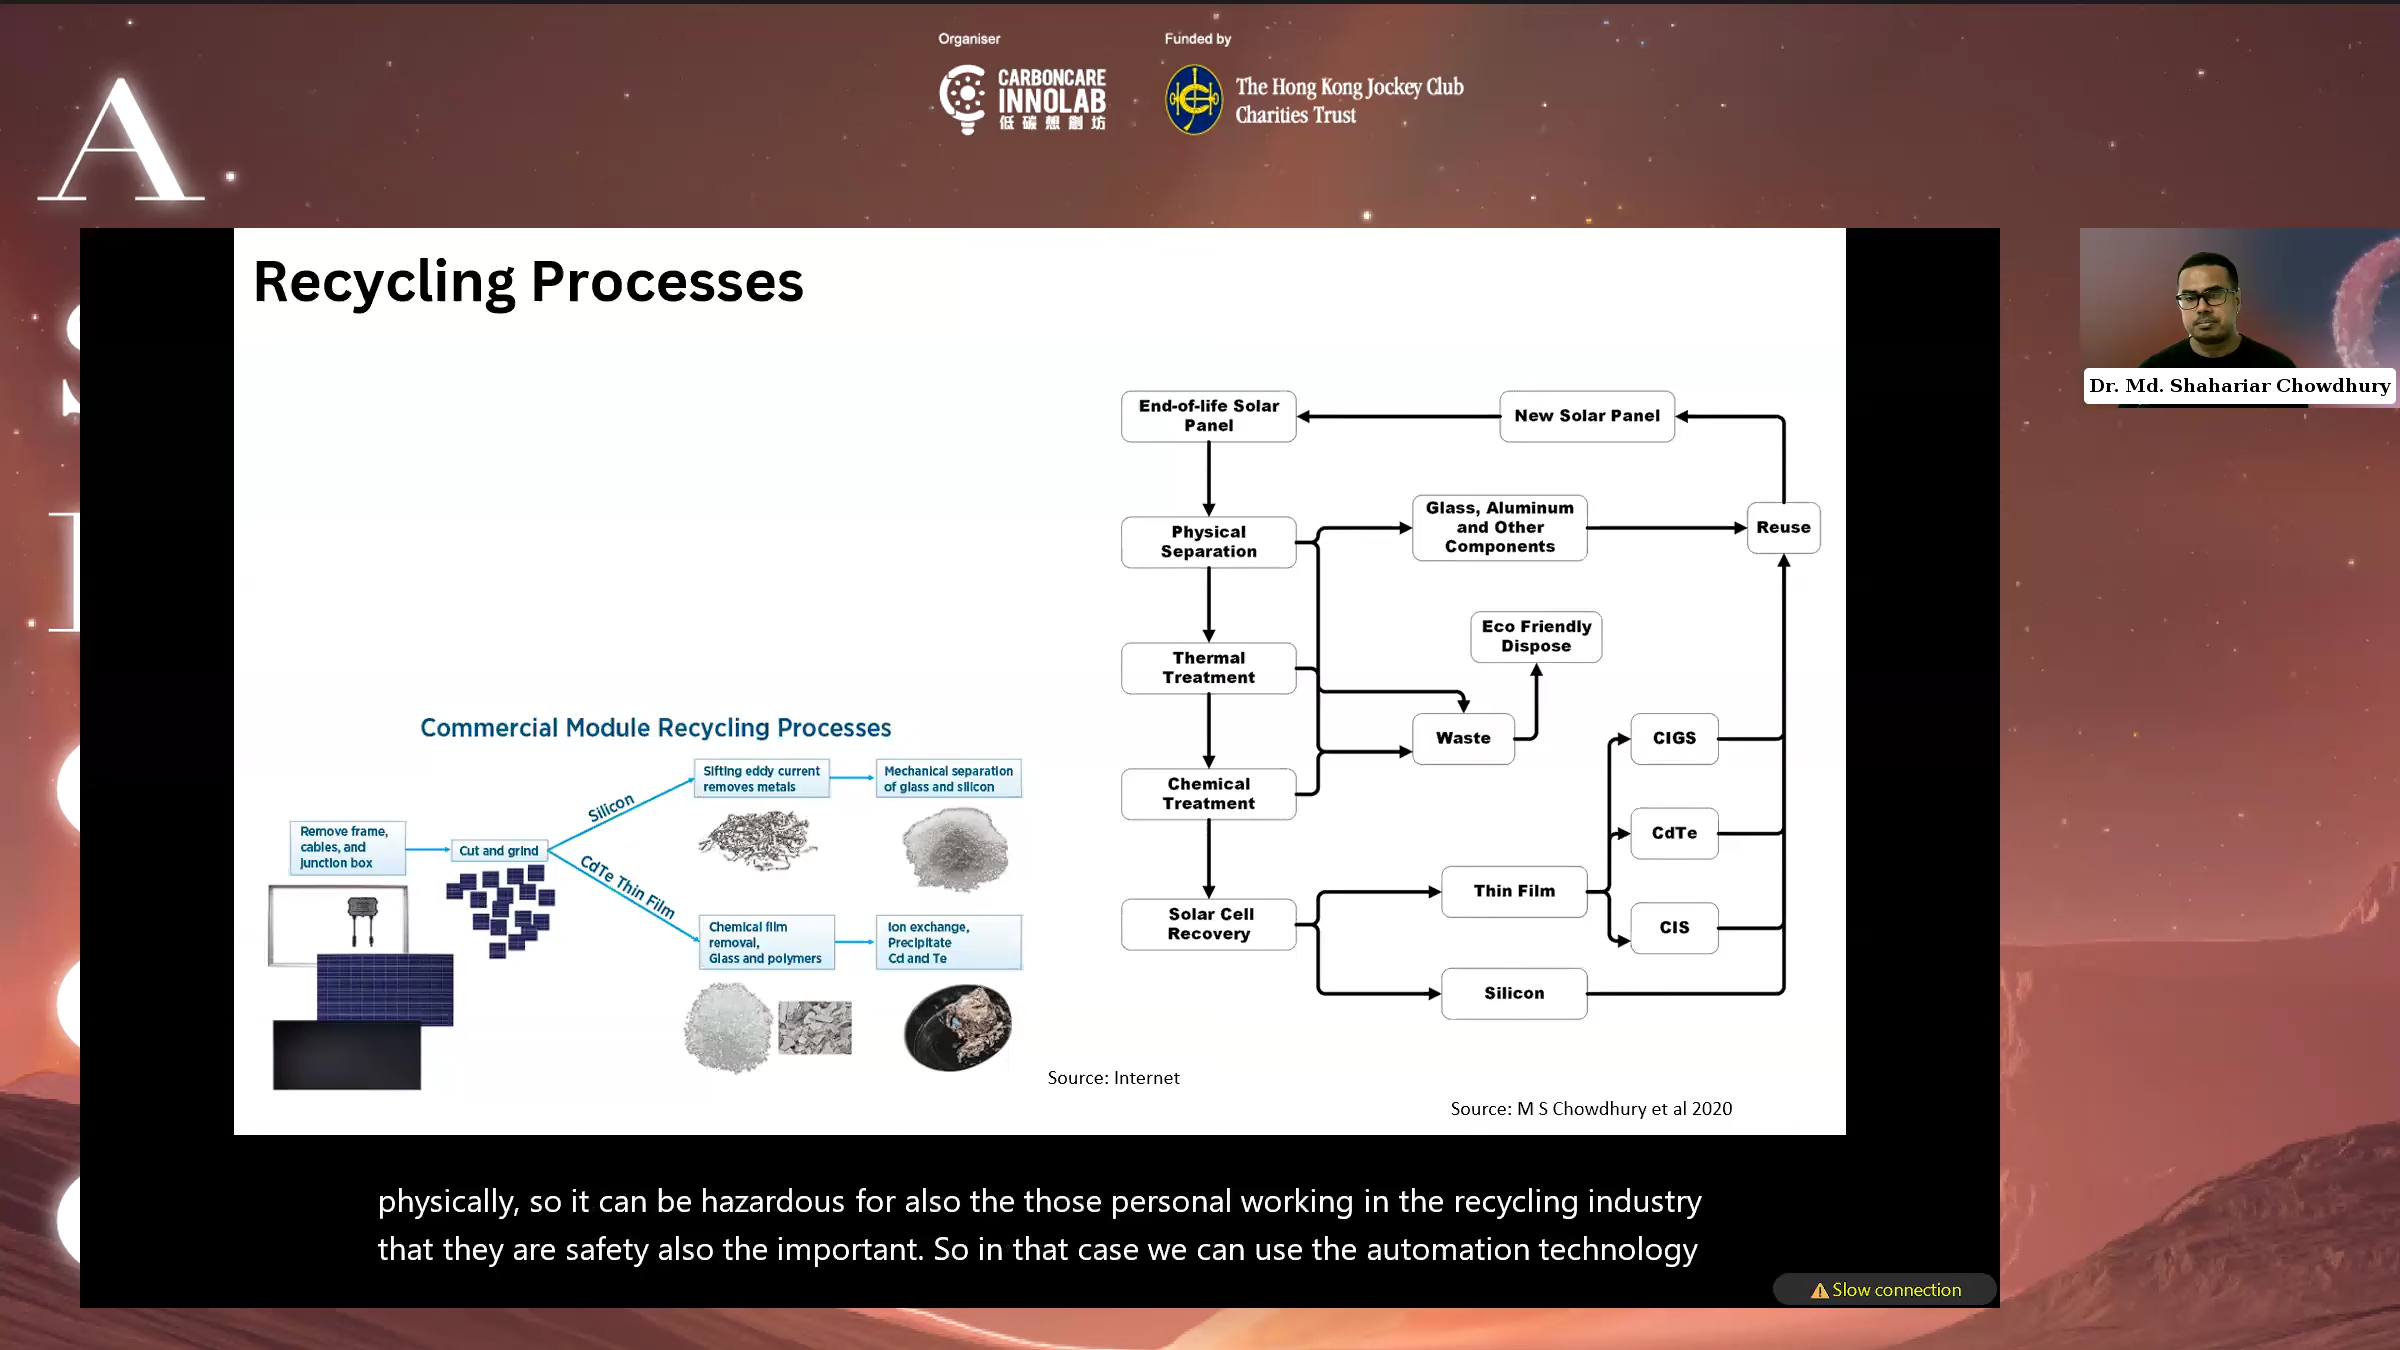 Organiser
CARBONCARE
INNOLAB
低碳想創坊
Funded by
The Hong Kong Jockey Club
Charities Trust
A
Recycling Processes
Commercial Module Recycling Processes
Remove frame,
cables, and
junction box
Cut and grind
Silicon
CdTe Thin Film
Sifting eddy current
removes metals
Mechanical separation
of glass and silicon
Chemical film
removal,
Glass and polymers
Ion exchange,
Precipitate
Cd and Te
Source: Internet
End-of-life Solar
Panel
New Solar Panel
Physical
Separation
Glass, Aluminum
and Other
Components
Reuse
Thermal
Treatment
Eco Friendly
Dispose
Waste
Chemical
Treatment
CIGS
CdTe
CIS
Solar Cell
Recovery
Thin Film
Silicon
Source: M S Chowdhury et al 2020
Dr. Md. Shahariar Chowdhury
physically, so it can be hazardous for also the those personal working in the recycling industry
that they are safety also the important. So in that case we can use the automation technology
Slow connection